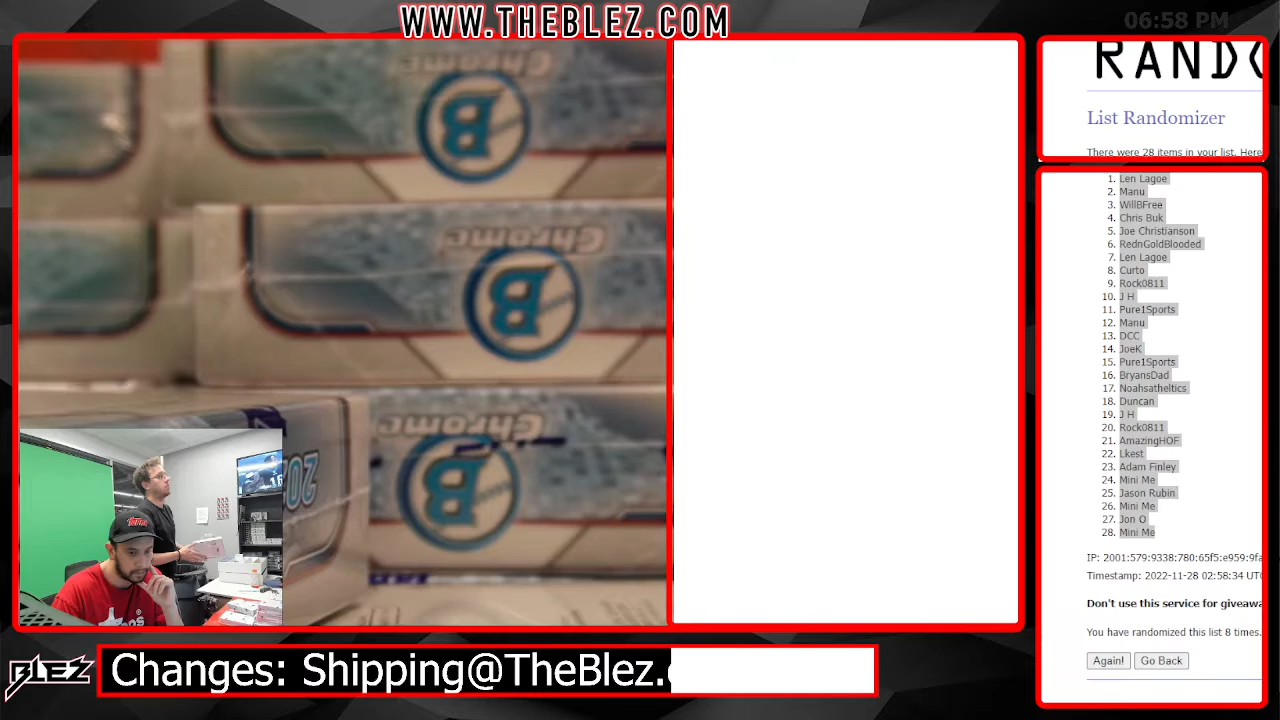 WWW.THEBLEZ.COM
06:58 PM
Chrome
B
Chrome
B
Chrome
B
RAND
List Randomizer
There were 28 items in your list. Here
1. Len Lagoe
2. Manu
3. WillBFree
4. Chris Buk
5. Joe Christianson
6. RednGoldBlooded
7. Len Lagoe
8. Curto
9. Rock0811
10. J H
11. Pure1Sports
12. Manu
13. DCC
14. JoeK
15. Pure1Sports
16. BryansDad
17. Noahsatheltics
18. Duncan
19. J H
20. Rock0811
21. AmazingHOF
22. Lkest
23. Adam Finley
24. Mini Me
25. Jason Rubin
26. Mini Me
27. Jon O
28. Mini Me
IP: 2001:579:9338:780:65f5:e959:9fa
Timestamp: 2022-11-28 02:58:34 UTC
Don't use this service for giveawa
You have randomized this list 8 times.
Again! Go Back
BLEZ
Changes: Shipping@TheBlez.c